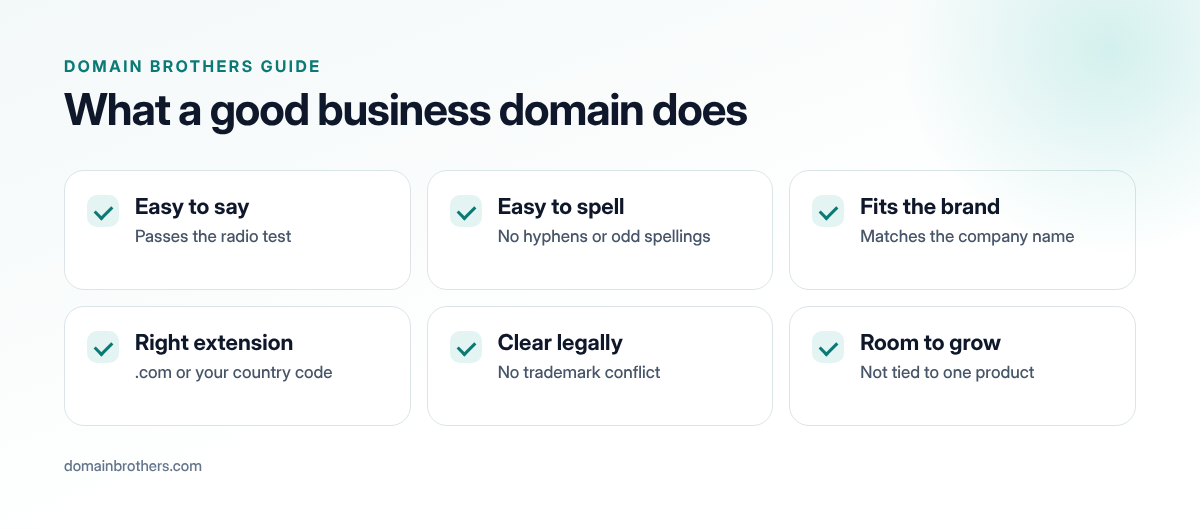 DOMAIN BROTHERS GUIDE
What a good business domain does
Easy to say
Passes the radio test
Easy to spell
No hyphens or odd spellings
Fits the brand
Matches the company name
Right extension
.com or your country code
Clear legally
No trademark conflict
Room to grow
Not tied to one product
domainbrothers.com